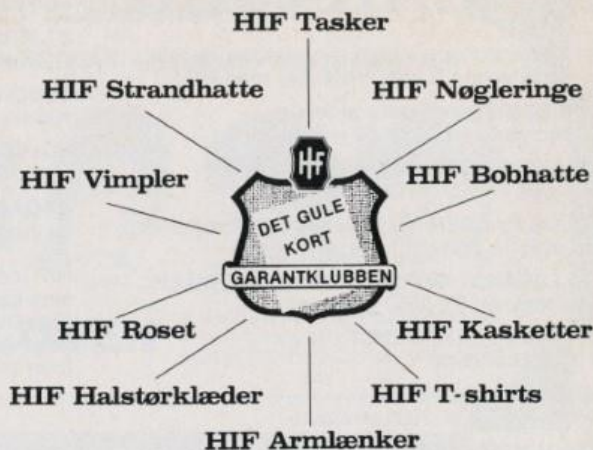 HIF Tasker
HIF Strandhatte
HIF Nøgleringe
HIF Vimpler
HIF Bobhatte
HIF
DET GULE
KORT
GARANTKLUBBEN
HIF Roset
HIF Kasketter
HIF Halstørklæder
HIF T-shirts
HIF Armlænker